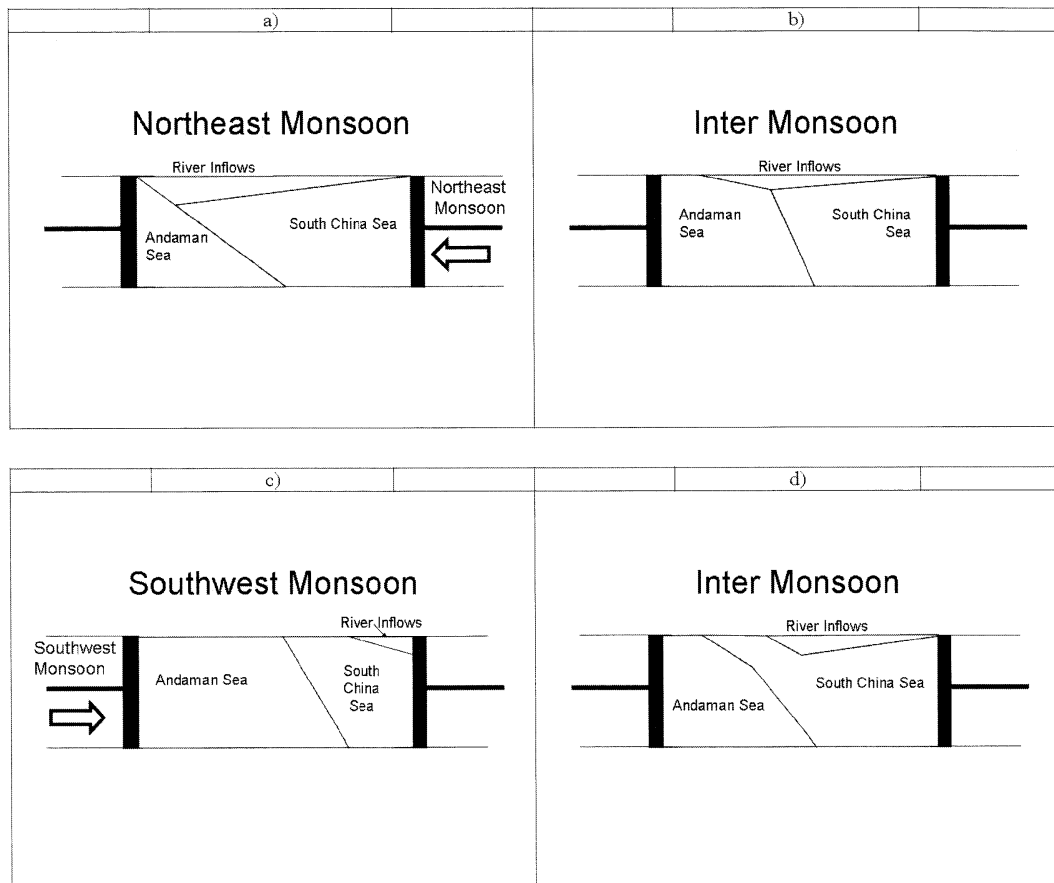 a)
Northeast Monsoon
River Inflows
Northeast
Monsoon
South China Sea
Andaman
Sea
b)
Inter Monsoon
River Inflows
Andaman
Sea
South China
Sea
c)
Southwest Monsoon
River Inflows
Southwest
Monsoon
Andaman Sea
South
China
Sea
d)
Inter Monsoon
River Inflows
South China Sea
Andaman Sea